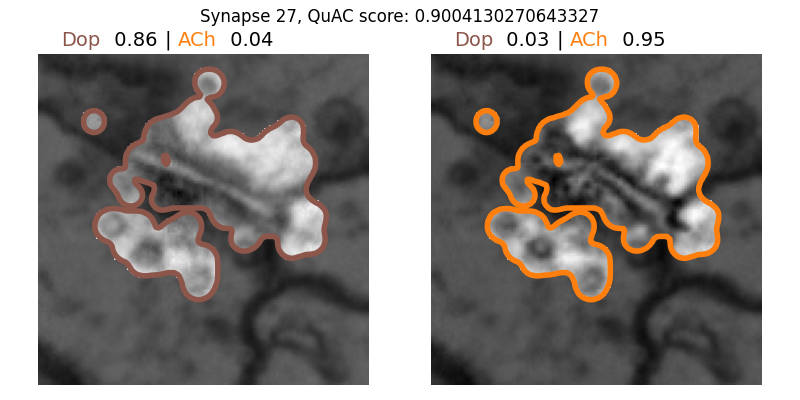 Synapse 27, QuAC score: 0.9004130270643327
Dop 0.86 | ACh 0.04
Dop 0.03 | ACh 0.95